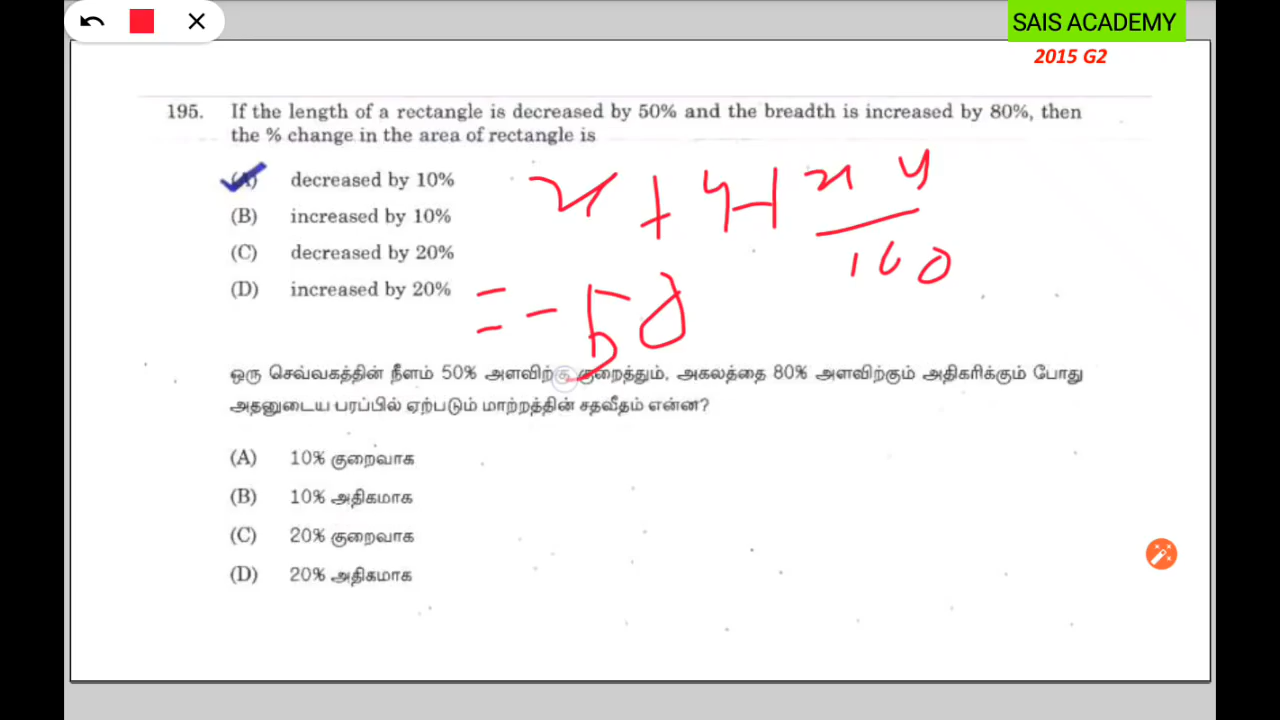 SAIS ACADEMY
2015 G2
195. If the length of a rectangle is decreased by 50% and the breadth is increased by 80%, then
the % change in the area of rectangle is
(A) decreased by 10%
(B) increased by 10%
(C) decreased by 20%
(D) increased by 20%
x + y + xy/100
= -50
ஒரு செவ்வகத்தின் நீளம் 50% அளவிற்கு குறைத்தும், அகலத்தை 80% அளவிற்கும் அதிகரிக்கும் போது
அதனுடைய பரப்பில் ஏற்படும் மாற்றத்தின் சதவீதம் என்ன?
(A) 10% குறைவாக
(B) 10% அதிகமாக
(C) 20% குறைவாக
(D) 20% அதிகமாக